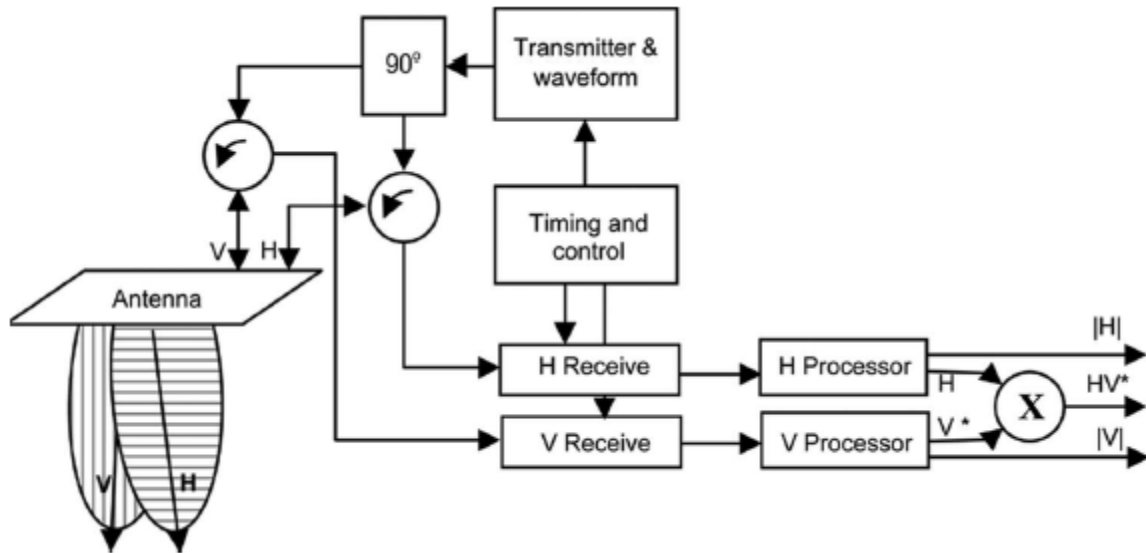 90º
Transmitter &
waveform
Timing and
control
V
H
Antenna
V
H
H Receive
H Processor
|H|
H
X
HV*
V Receive
V Processor
V *
|V|